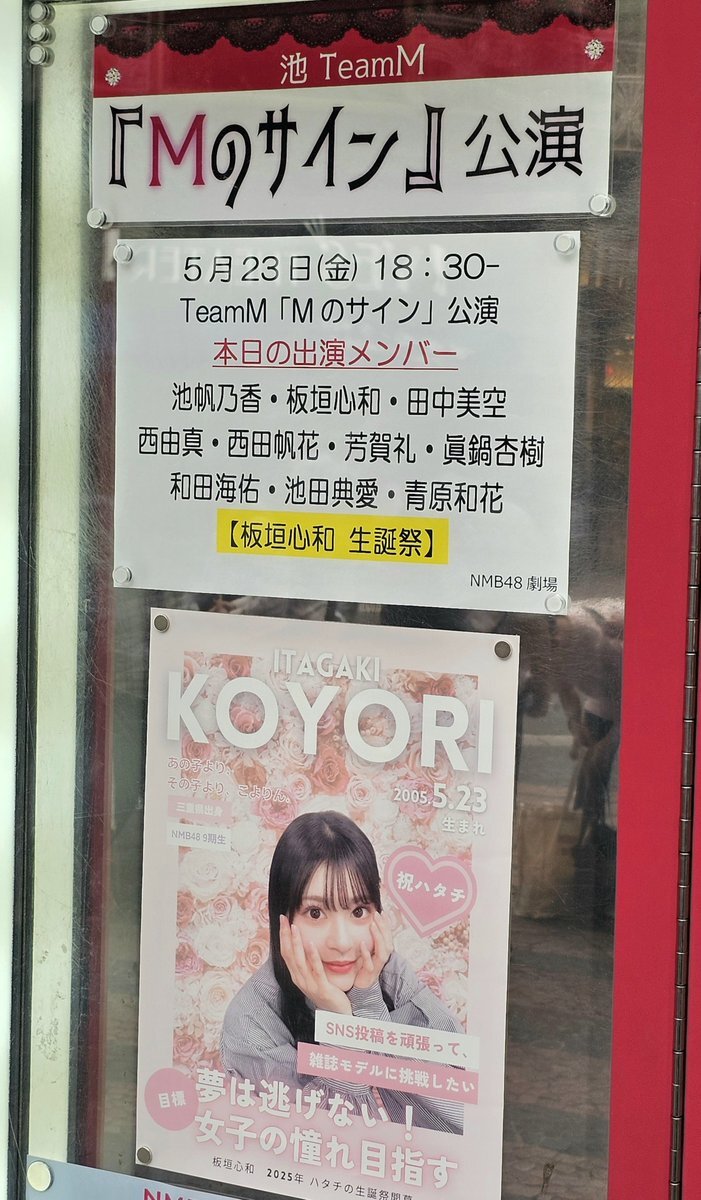 池 TeamM
『Mのサイン』公演
5月23日(金) 18：30-
TeamM「Mのサイン」公演
本日の出演メンバー
池帆乃香・板垣心和・田中美空
西由真・西田帆花・芳賀礼・眞鍋杏樹
和田海佑・池田典愛・青原和花
【板垣心和 生誕祭】
NMB48 劇場
ITAGAKI
KOYORI
あの子より、
その子より、こよりん、
三重県出身
NMB48 9期生
2005.5.23
生まれ
祝ハタチ
SNS投稿を頑張って、
雑誌モデルに挑戦したい
目標
夢は逃げない！
女子の憧れ目指す
板垣心和 2025年 ハタチの生誕祭開幕